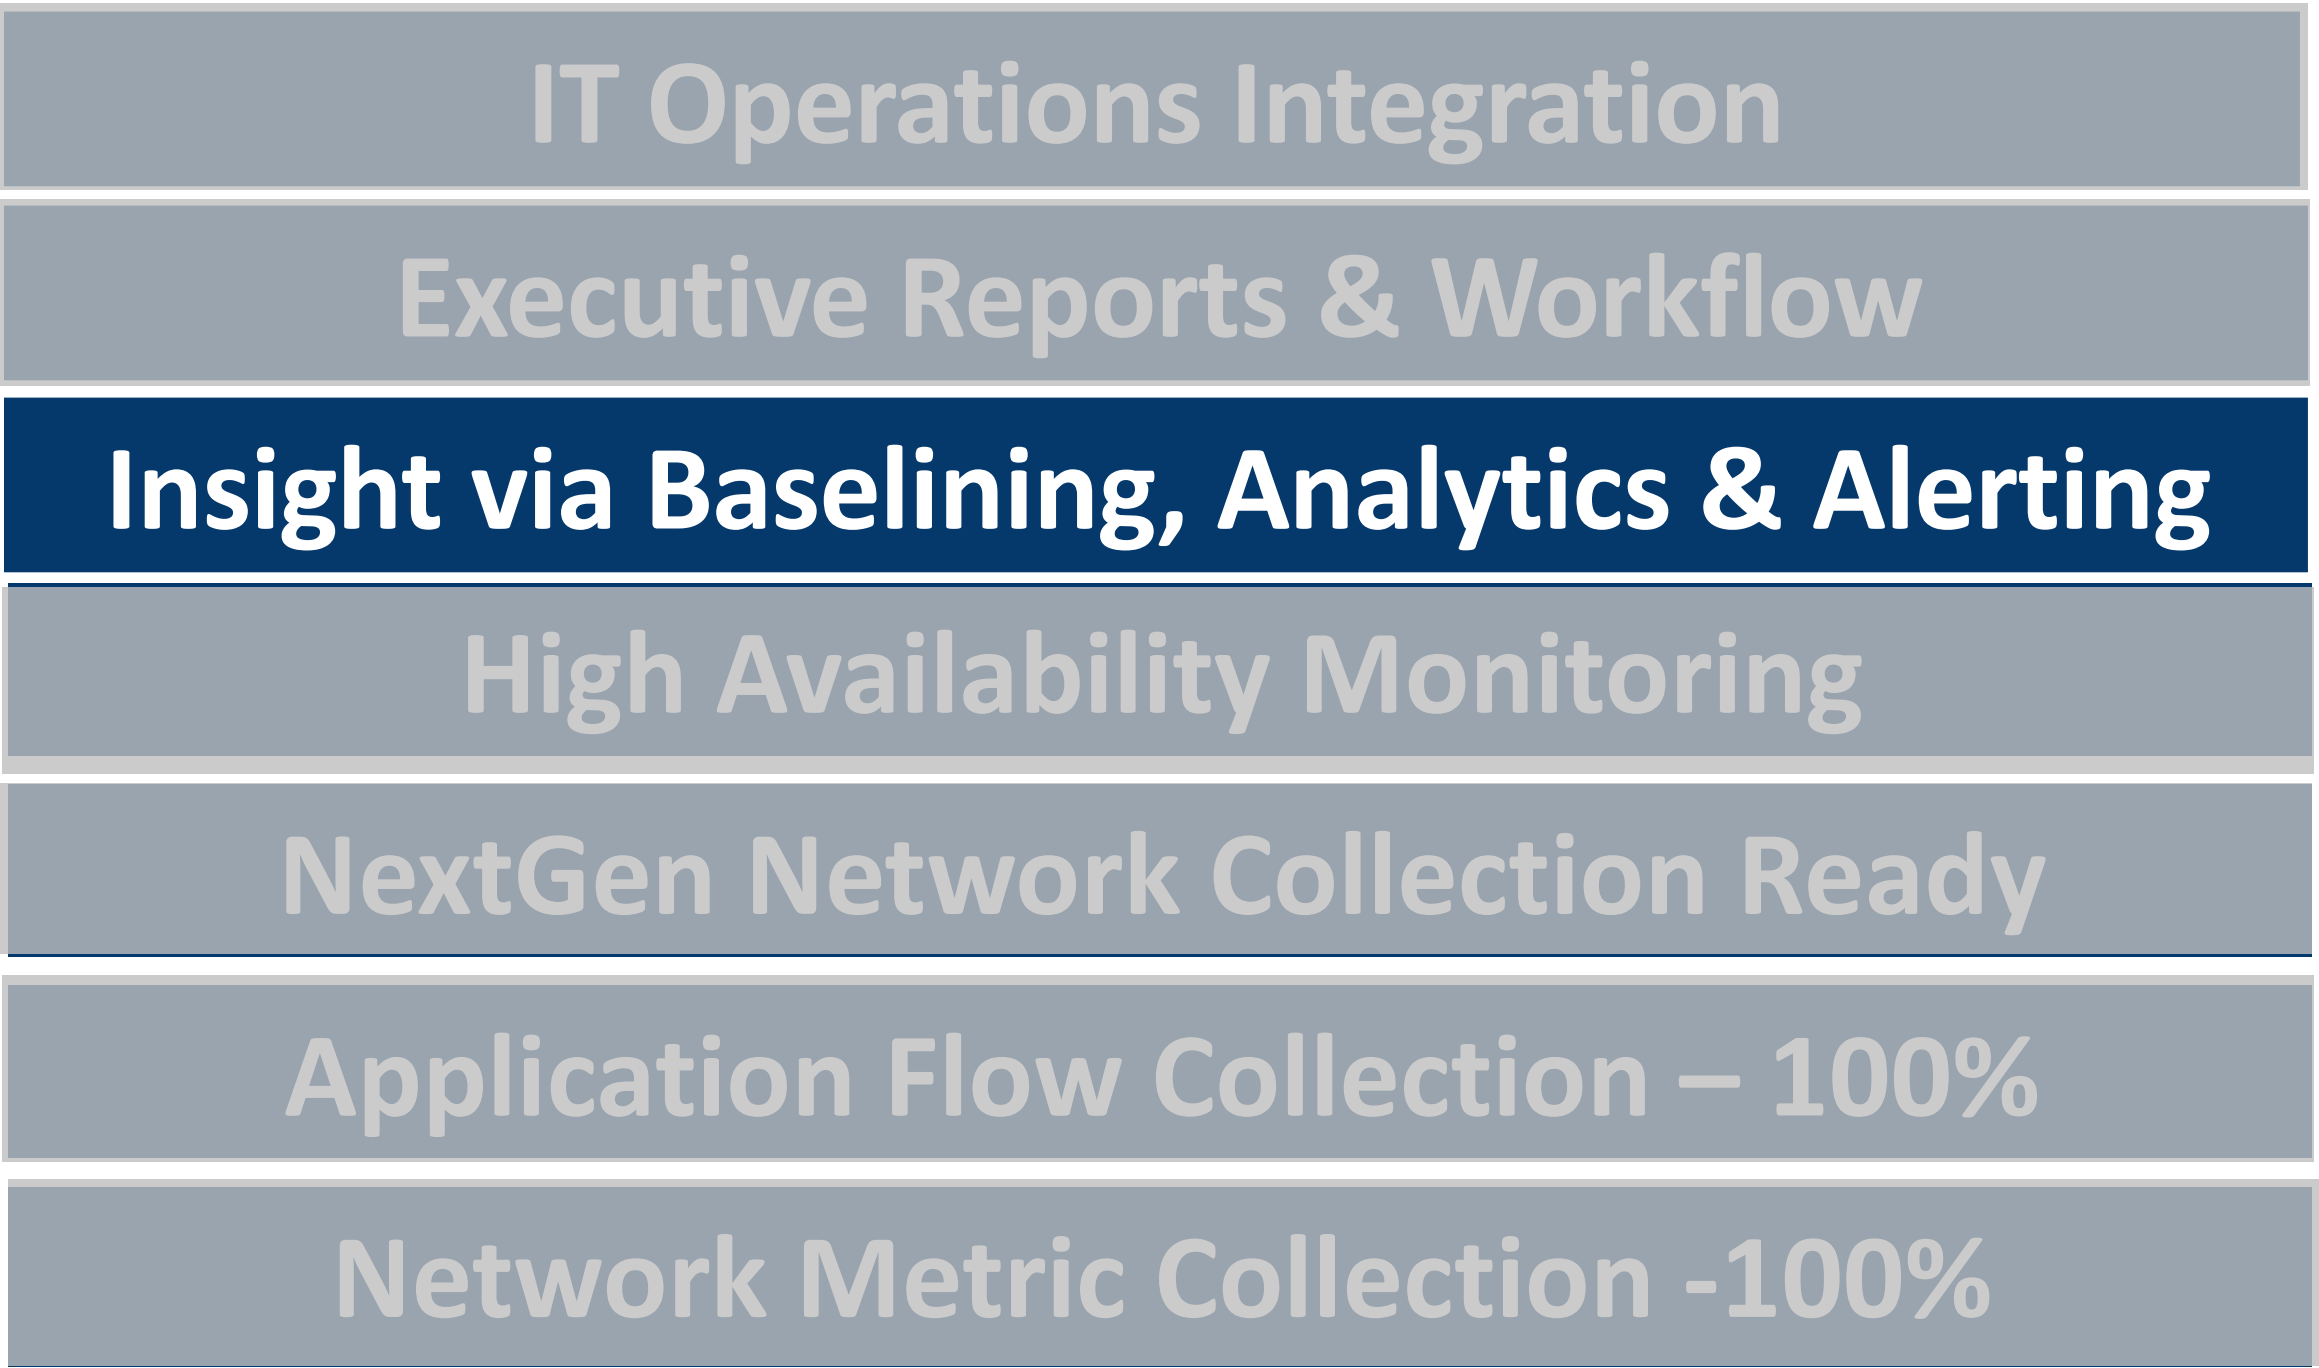 IT Operations Integration
Executive Reports & Workflow
Insight via Baselining, Analytics & Alerting
High Availability Monitoring
NextGen Network Collection Ready
Application Flow Collection – 100%
Network Metric Collection -100%